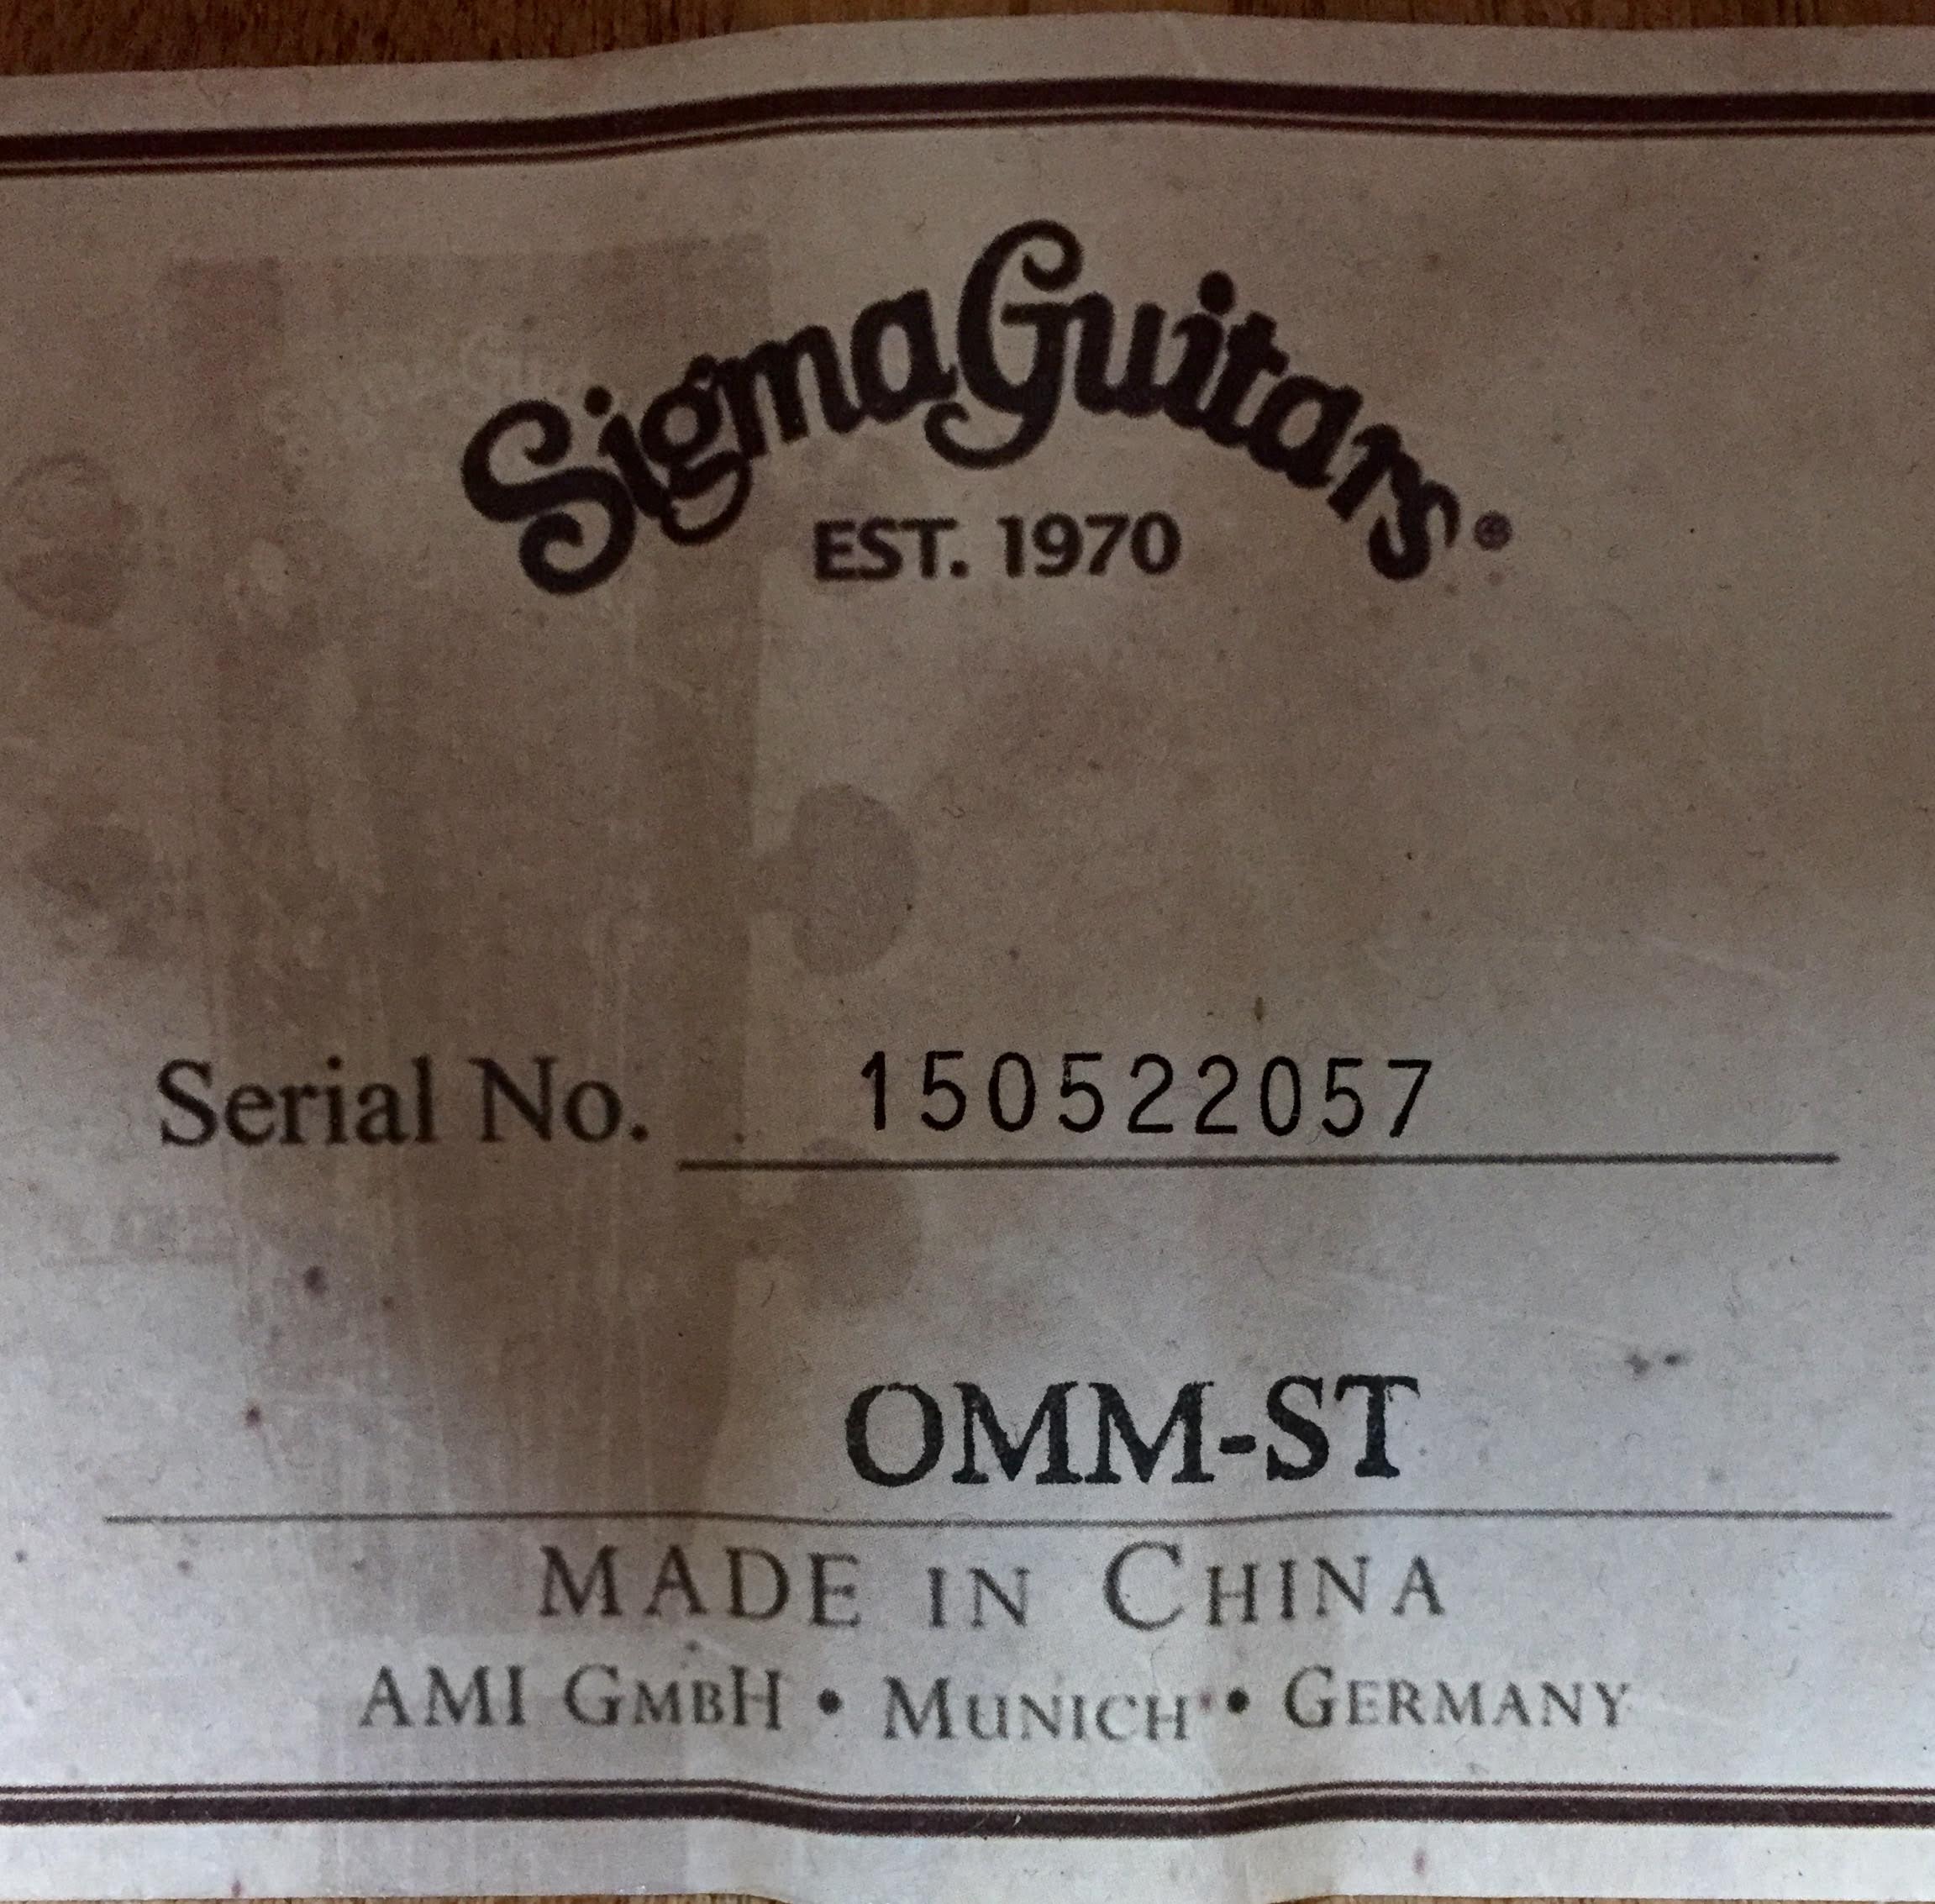 Sigma Guitars®
EST. 1970
Serial No. 150522057
OMM-ST
MADE IN CHINA
AMI GMBH • MUNICH • GERMANY